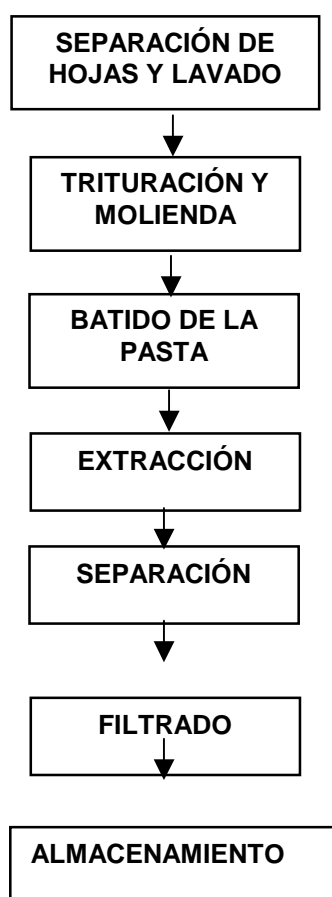 SEPARACIÓN DE
HOJAS Y LAVADO
TRITURACIÓN Y
MOLIENDA
BATIDO DE LA
PASTA
EXTRACCIÓN
SEPARACIÓN
FILTRADO
ALMACENAMIENTO